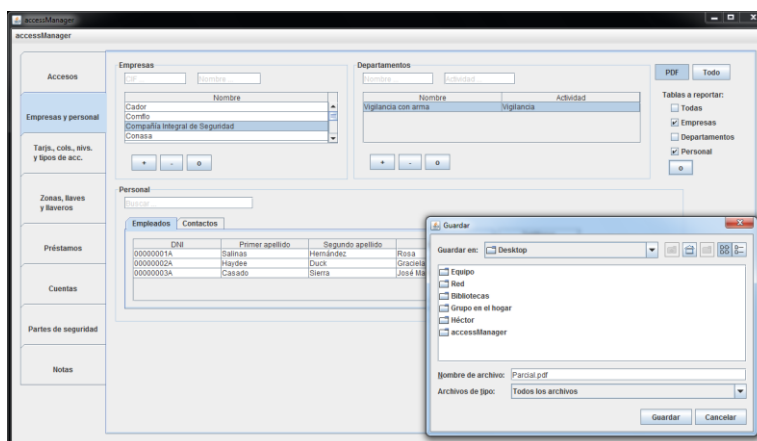 accessManager
accessManager
Accesos
Empresas y personal
Tarjs., cols., nivs.
y tipos de acc.
Zonas, llaves
y llaveros
Préstamos
Cuentas
Partes de seguridad
Notas
Empresas
CIF... Nombre...
Nombre
Cador
Comflo
Compañía Integral de Seguridad
Conasa
+ - o
Departamentos
Nombre... Actividad...
Nombre Actividad
Vigilancia con arma Vigilancia
+ - o
PDF Todo
Tablas a reportar:
Todas
Empresas
Departamentos
Personal
o
Personal
Buscar...
Empleados Contactos
DNI Primer apellido Segundo apellido
00000001A Salinas Hernández Rosa
00000002A Haydee Duck Graciela
00000003A Casado Sierra José Ma
Guardar
Guardar en: Desktop
Equipo
Red
Bibliotecas
Grupo en el hogar
Héctor
accessManager
Nombre de archivo: Parcial.pdf
Archivos de tipo: Todos los archivos
Guardar Cancelar